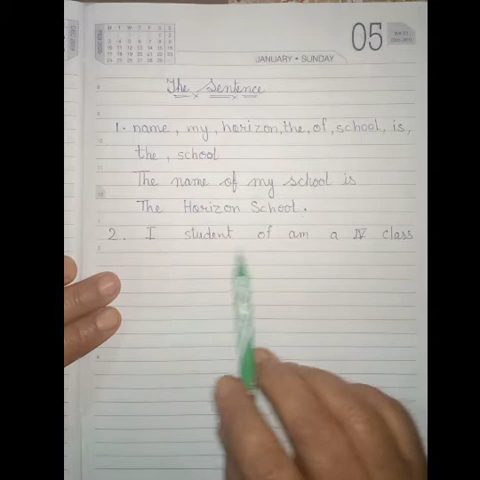 05
JANUARY • SUNDAY
The Sentence
1. name, my, horizon, the, of, school, is,
the, school
The name of my school is
The Horizon School.
2. I student of am a IV class